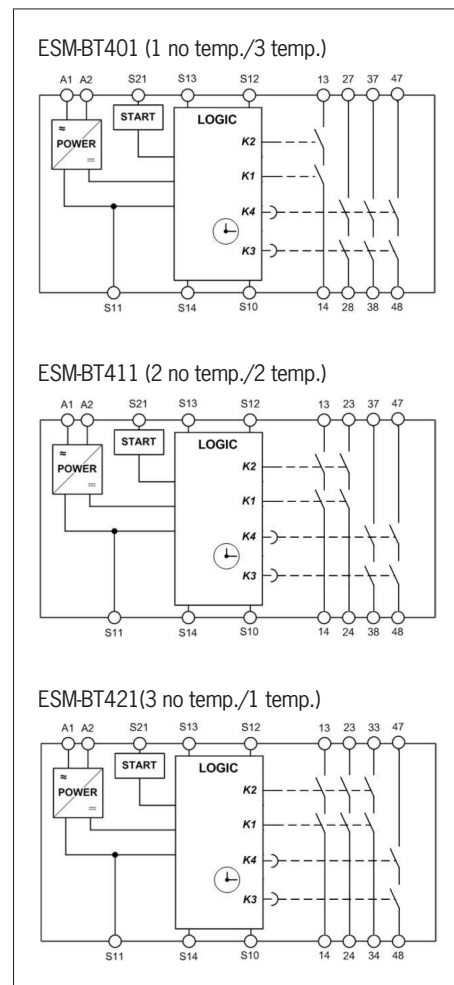 ESM-BT401 (1 no temp./3 temp.)
A1 A2 S21 S13 S12 13 27 37 47
START
LOGIC
≈
POWER
K2
K1
K4
K3
S11 S14 S10 14 28 38 48
ESM-BT411 (2 no temp./2 temp.)
A1 A2 S21 S13 S12 13 23 37 47
START
LOGIC
≈
POWER
K2
K1
K4
K3
S11 S14 S10 14 24 38 48
ESM-BT421(3 no temp./1 temp.)
A1 A2 S21 S13 S12 13 23 33 47
START
LOGIC
≈
POWER
K2
K1
K4
K3
S11 S14 S10 14 24 34 48